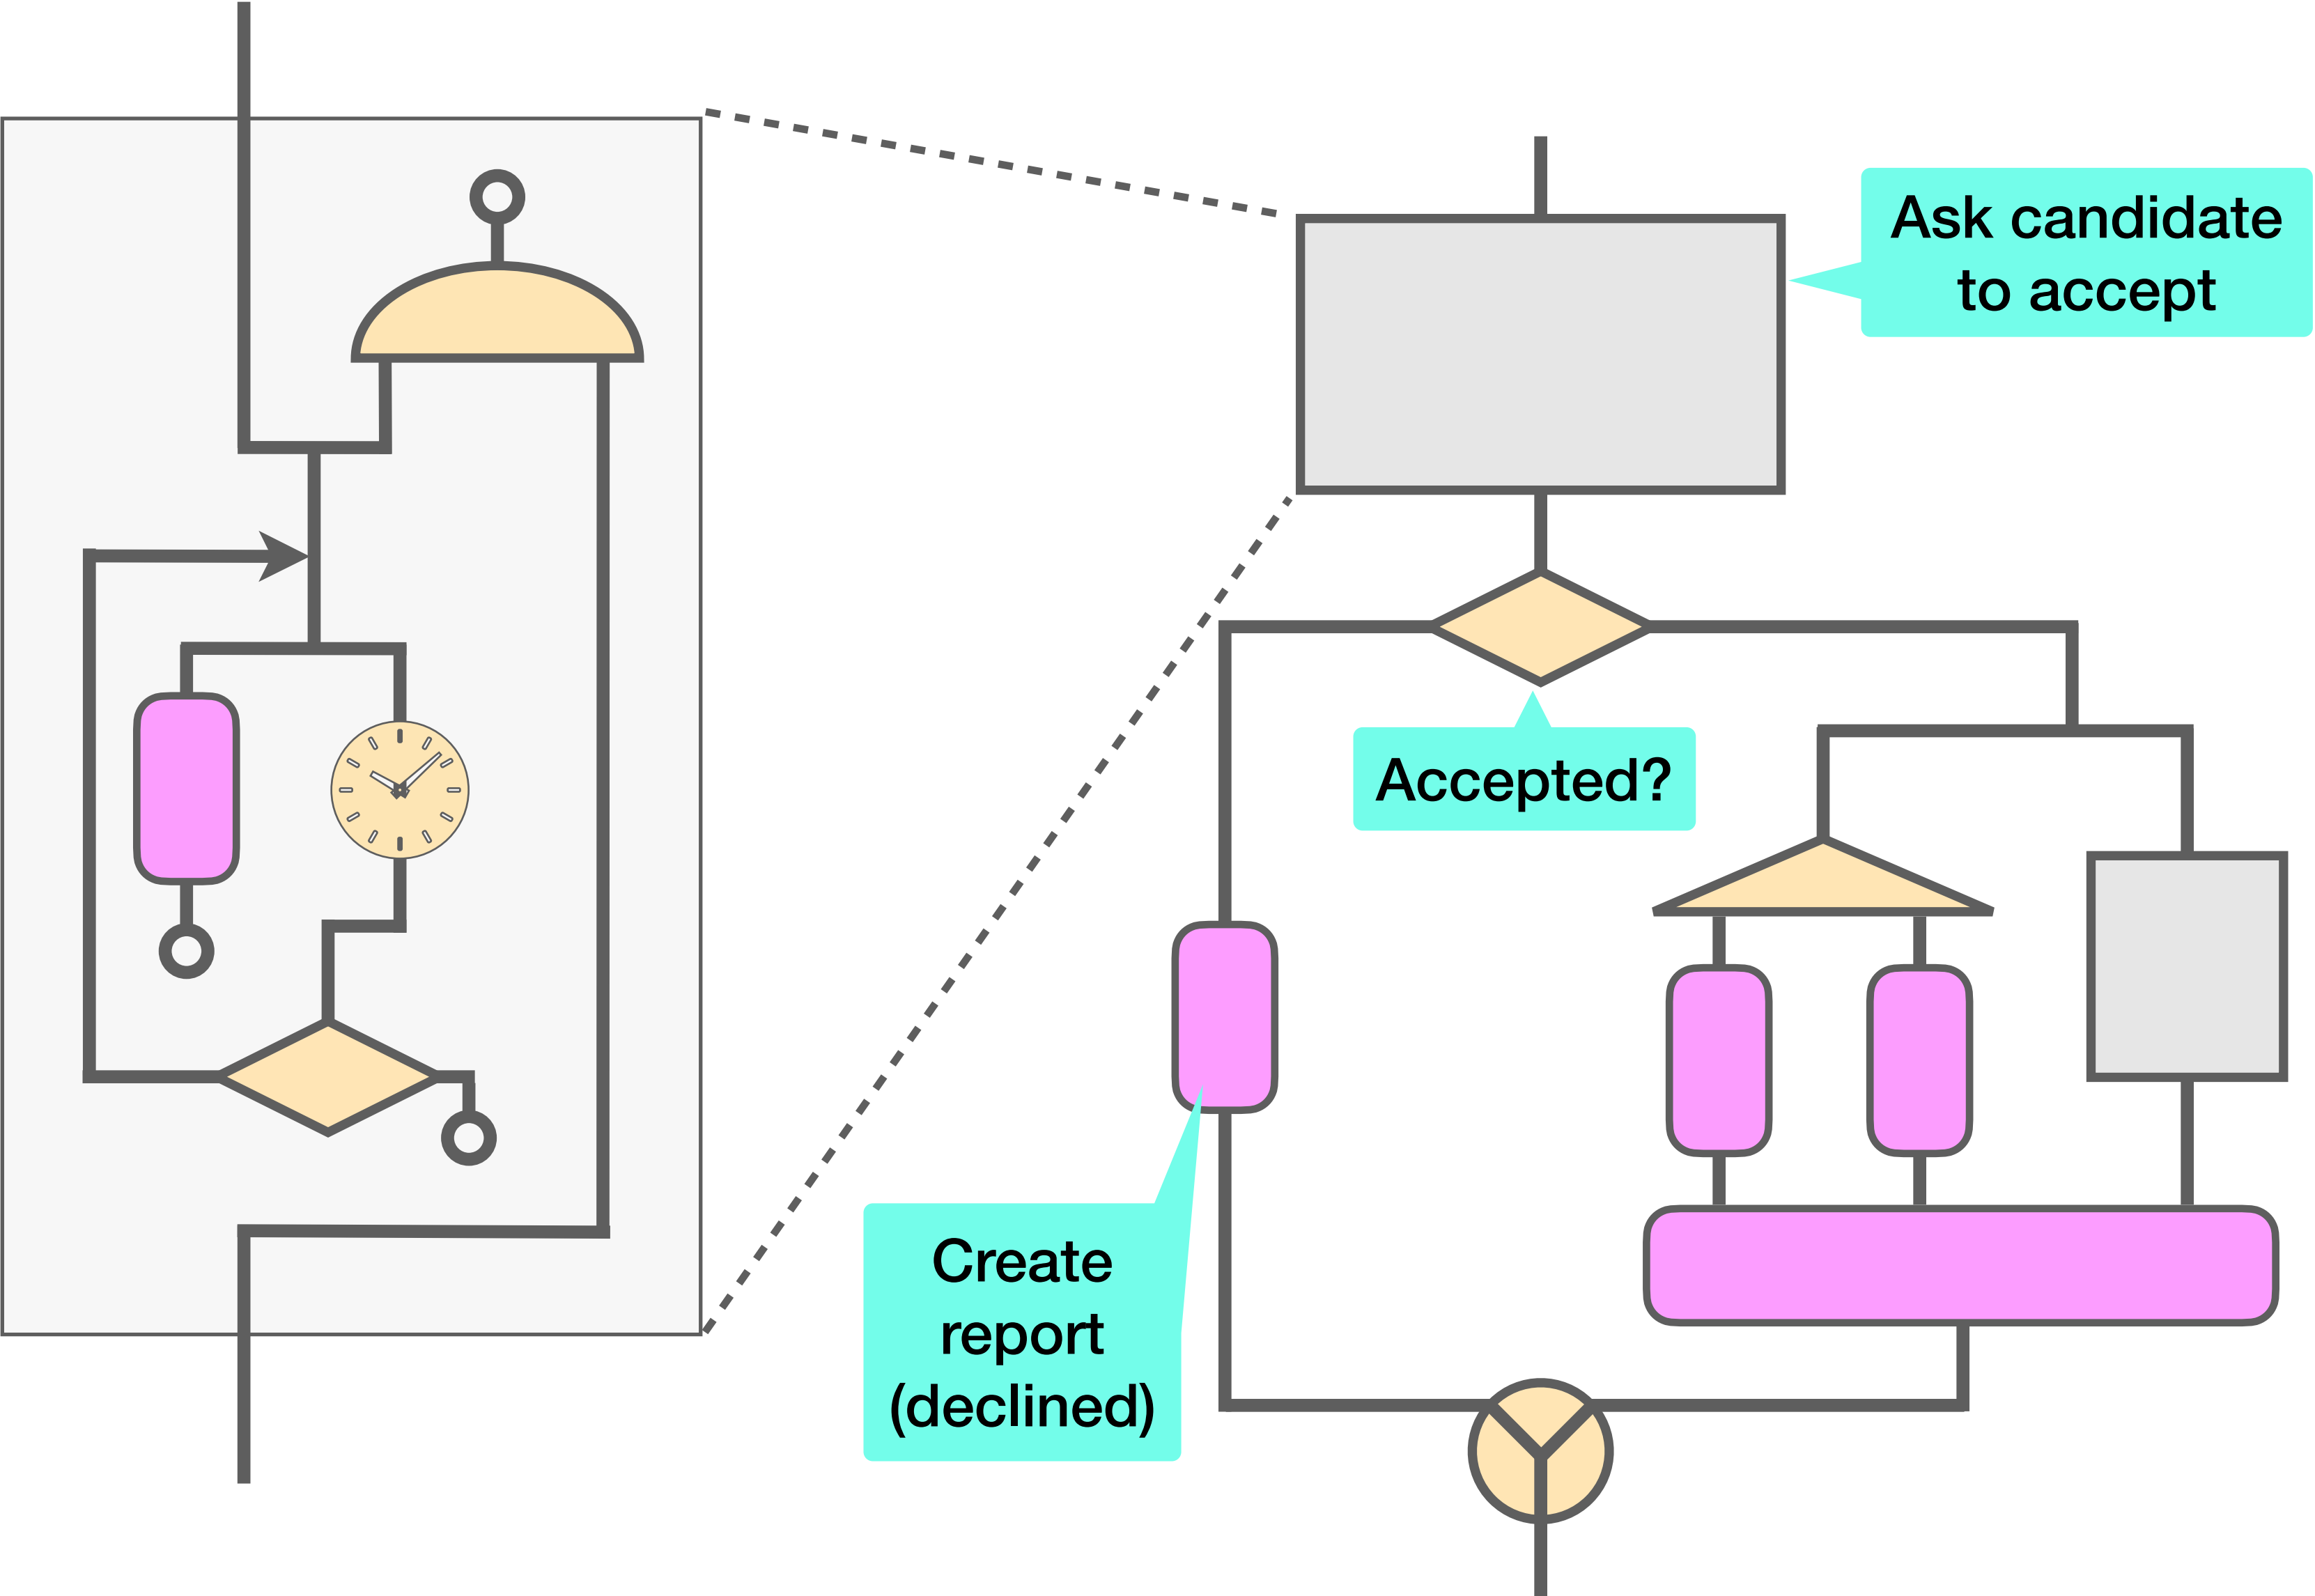 Ask candidate
to accept
Accepted?
Create
report
(declined)